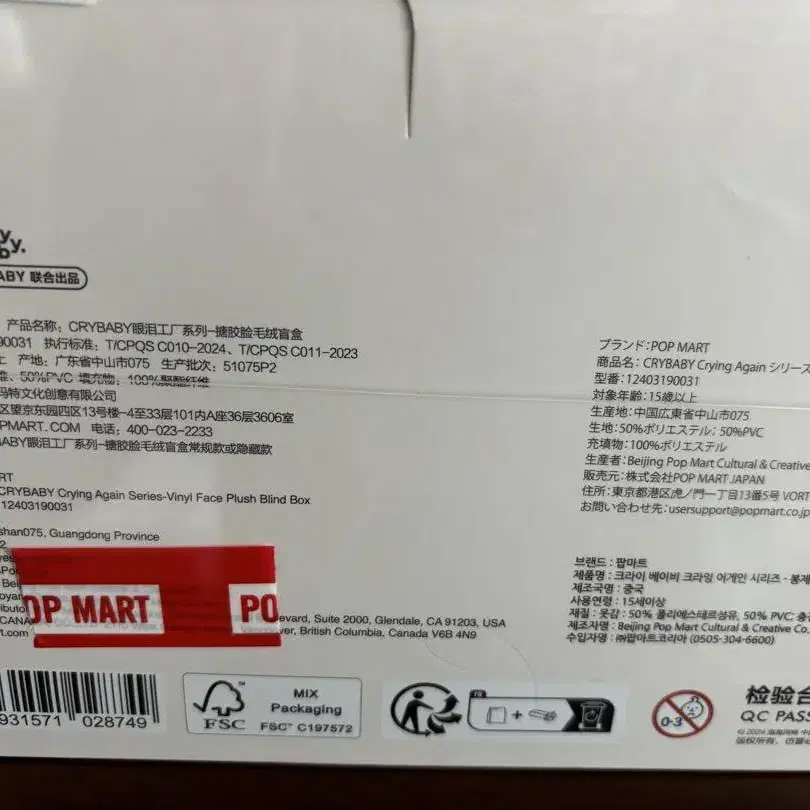 y.
ABY 联合出品
产品名称：CRYBABY眼泪工厂系列-搪胶脸毛绒盲盒
90031 执行标准：T/CPQS C010-2024、T/CPQS C011-2023
产地：广东省中山市075 生产批次：51075P2
50%PVC 填充物：100%聚酯纤维
玛特文化创意有限公司
区望京东园四区13号楼-4至33层101内A座36层3606室
PMART.COM 电话：400-023-2233
ABY眼泪工厂系列-搪胶脸毛绒盲盒常规款或隐藏款
RT
CRYBABY Crying Again Series-Vinyl Face Plush Blind Box
12403190031
shan075, Guangdong Province
OP MART PO
evard, Suite 2000, Glendale, CA 91203, USA
ver, British Columbia, Canada V6B 4N9
ブランド：POP MART
商品名：CRYBABY Crying Again シリーズ
型番：12403190031
対象年齢：15歳以上
生産地：中国広東省中山市075
生地：50%ポリエステル；50%PVC
充填物：100%ポリエステル
生産者：Beijing Pop Mart Cultural & Creative
販売元：株式会社POP MART JAPAN
住所：東京都港区虎ノ門一丁目13番5号 VORT
お問い合わせ先：usersupport@popmart.co.jp
브랜드 : 팝마트
제품명 : 크라이 베이비 크라잉 어게인 시리즈 - 봉제
제조국명 : 중국
사용연령 : 15세이상
재질 : 옷감 : 50% 폴리에스테르섬유, 50% PVC 충
제조자명 : Beijing Pop Mart Cultural & Creative Co.
수입자명 : ㈜팝마트코리아 (0505-304-6600)
931571 028749
FSC
MIX
Packaging
FSC™ C197572
FR
+
0-3
检验合
QC PASS